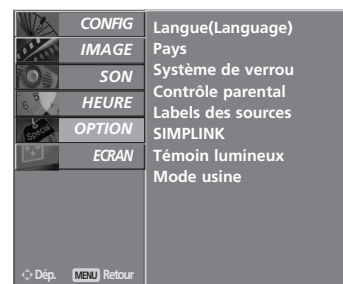 CONFIG
IMAGE
SON
HEURE
OPTION
ECRAN
Langue(Language)
Pays
Système de verrou
Contrôle parental
Labels des sources
SIMPLINK
Témoin lumineux
Mode usine
Special
Dép. MENU Retour